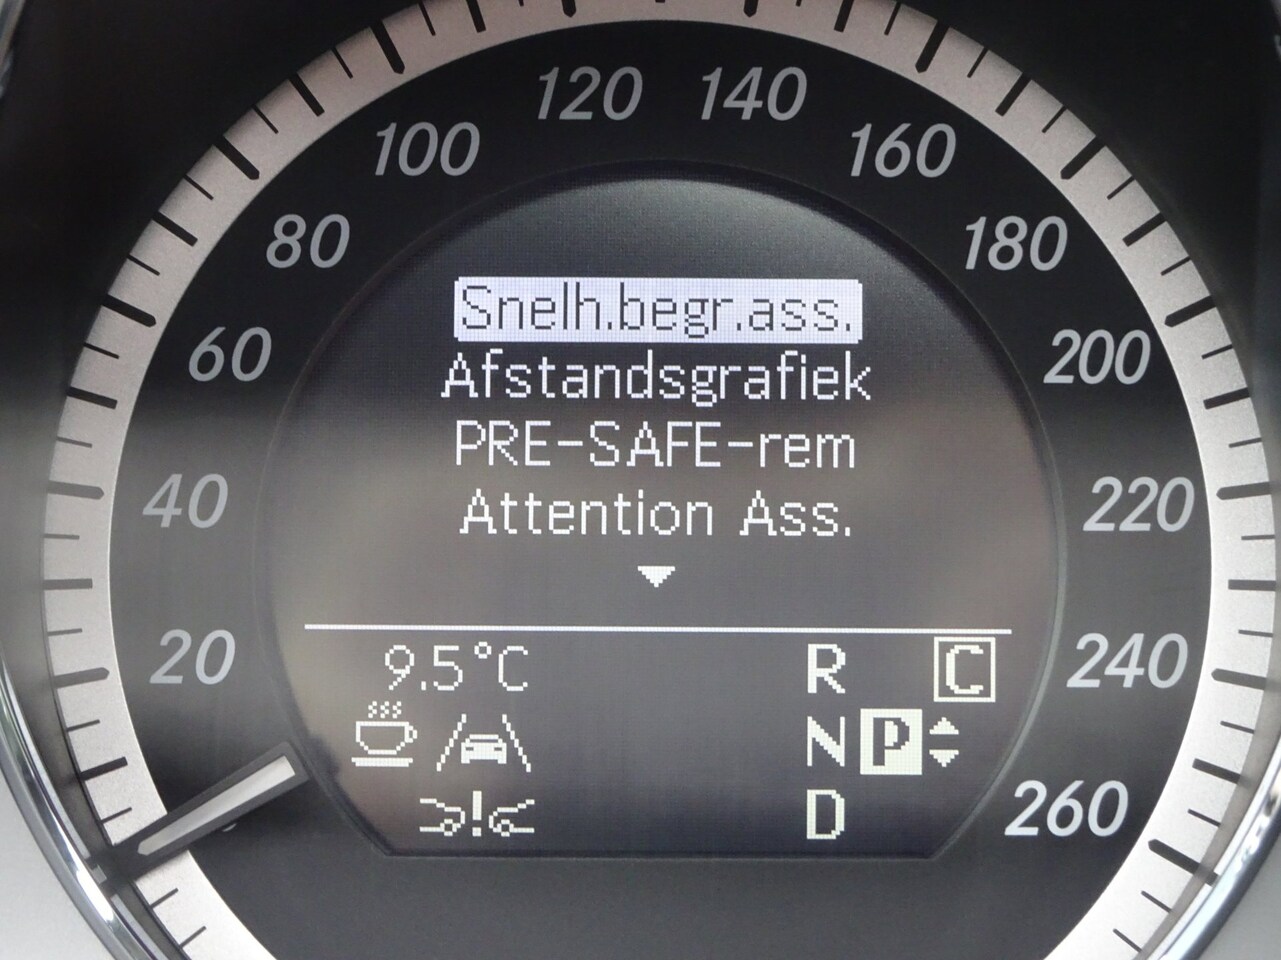 120 140
100 160
80 180
60 200
40 220
20 240
260
Snelh.begr.ass.
Afstandsgrafiek
PRE-SAFE-rem
Attention Ass.
9.5°C R C
N P
! D